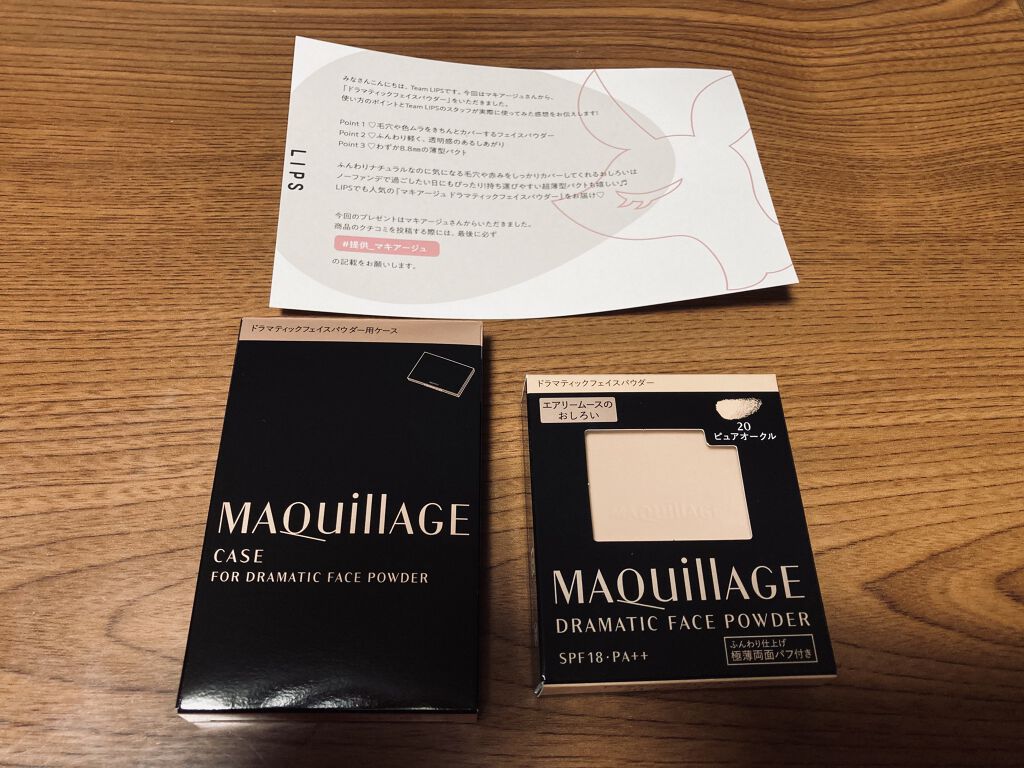 みなさんこんにちは、Team LIPSです。今回はマキアージュさんから、
「ドラマティックフェイスパウダー」をいただきました。
使い方のポイントとTeam LIPSのスタッフが実際に使ってみた感想をお伝えします!
Point 1 ♡毛穴や色ムラをきちんとカバーするフェイスパウダー
Point 2 ♡ふんわり軽く、透明感のあるしあがり
Point 3 ♡わずか8.8mmの薄型パクト
ふんわりナチュラルなのに気になる毛穴や赤みをしっかりカバーしてくれるおしろいは
ノーファンデで過ごしたい日にもぴったり!持ち運びやすい超薄型パクトも嬉しい♫
LIPSでも人気の「マキアージュ ドラマティックフェイスパウダー」をお届け♡
今回のプレゼントはマキアージュさんからいただきました。
商品のクチコミを投稿する際には、最後に必ず
#提供_マキアージュ
の記載をお願いします。
LIPS
ドラマティックフェイスパウダー用ケース
MAQuillAGE
CASE
FOR DRAMATIC FACE POWDER
ドラマティックフェイスパウダー
エアリームースの
おしろい
20
ピュアオークル
MAQuillAGE
MAQuillAGE
DRAMATIC FACE POWDER
SPF18・PA++
ふんわり仕上げ
極薄両面パフ付き